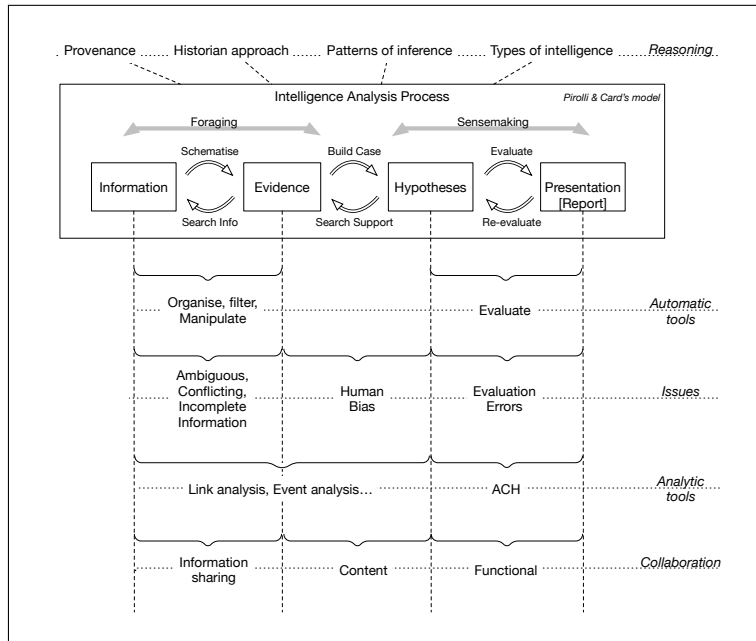 Provenance Historian approach Patterns of inference Types of intelligence Reasoning
Intelligence Analysis Process Pirolli & Card's model
Foraging Sensemaking
Schematise Build Case Evaluate
Information Evidence Hypotheses Presentation
[Report]
Search Info Search Support Re-evaluate
Organise, filter,
Manipulate
Evaluate
Automatic
tools
Ambiguous,
Conflicting,
Incomplete
Information
Human
Bias
Evaluation
Errors
Issues
Link analysis, Event analysis…
ACH
Analytic
tools
Information
sharing
Content
Functional
Collaboration